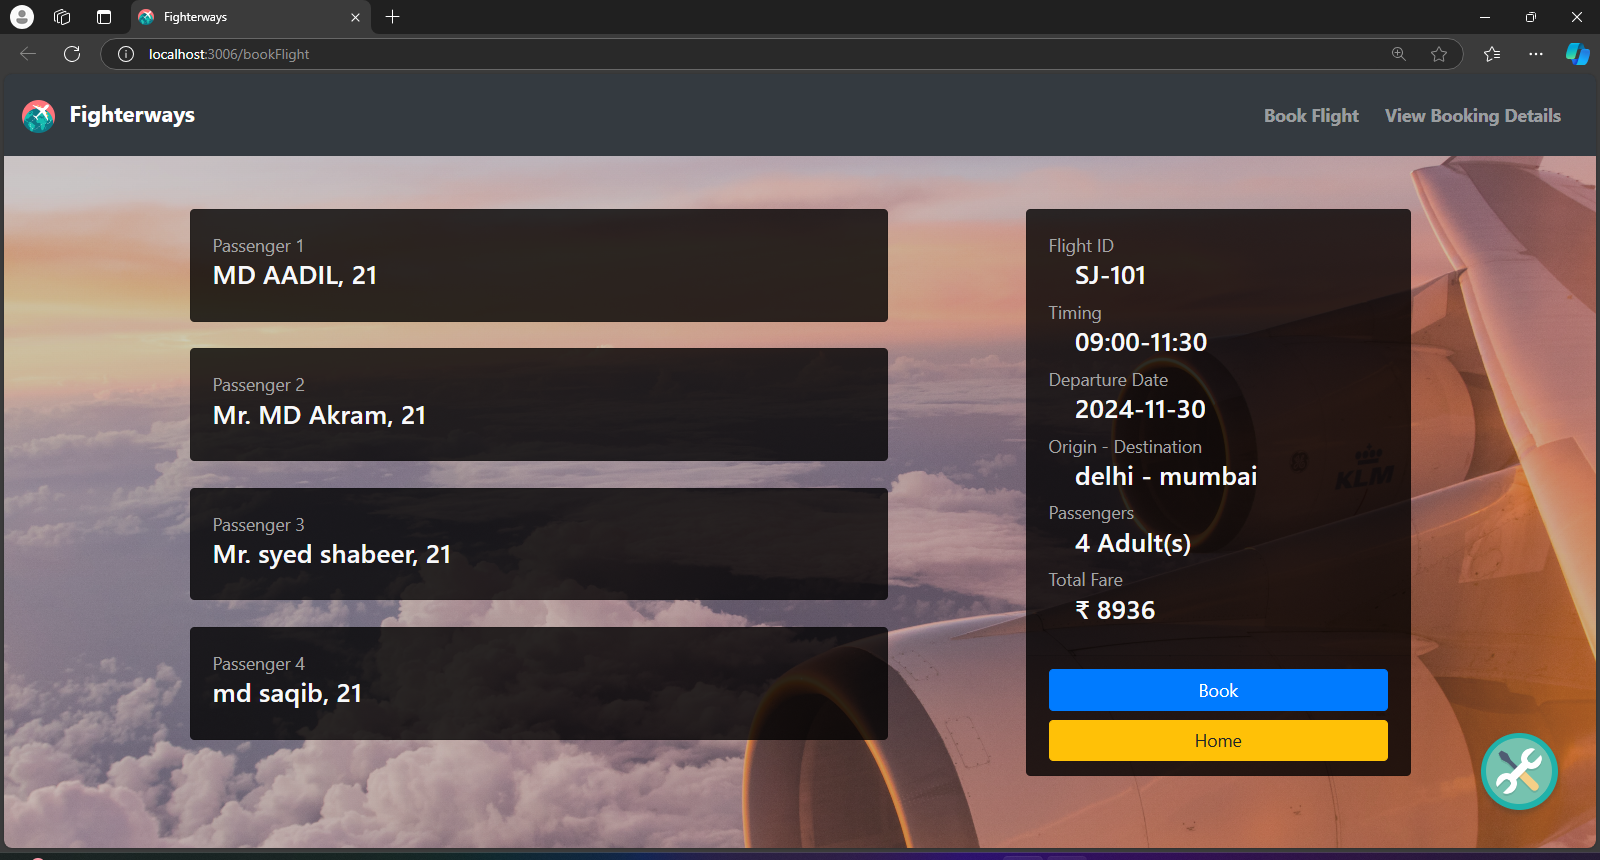 Fighterways
localhost:3006/bookFlight
Fighterways
Book Flight
View Booking Details
Passenger 1
MD AADIL, 21
Passenger 2
Mr. MD Akram, 21
Passenger 3
Mr. syed shabeer, 21
Passenger 4
md saqib, 21
Flight ID
SJ-101
Timing
09:00-11:30
Departure Date
2024-11-30
Origin - Destination
delhi - mumbai
Passengers
4 Adult(s)
Total Fare
₹ 8936
Book
Home
KLM